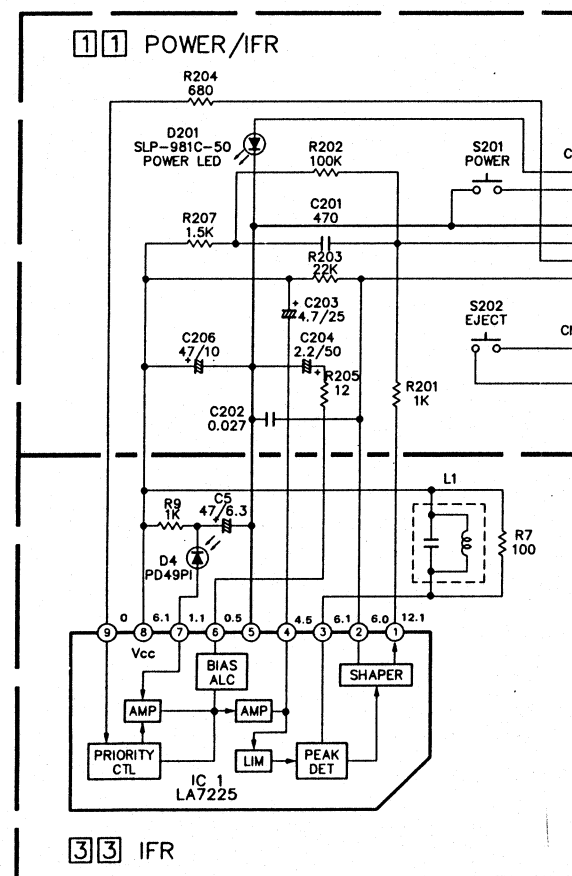 11 POWER/IFR
R204
680
D201
SLP-981C-50
POWER LED
R202
100K
S201
POWER
C
C201
470
R207
1.5K
R203
22K
+ C203
4.7/25
S202
EJECT
C206
47/10
+
C204
2.2/50
+
R205
12
R201
1K
C202
0.027
L1
R9
1K
C5
47/6.3
+
R7
100
D4
PD49PI
0 6.1 1.1 0.5 4.5 6.1 6.0 12.1
9 8 7 6 5 4 3 2 1
Vcc
BIAS
ALC
SHAPER
AMP
AMP
PRIORITY
CTL
LIM
PEAK
DET
IC 1
LA7225
33 IFR